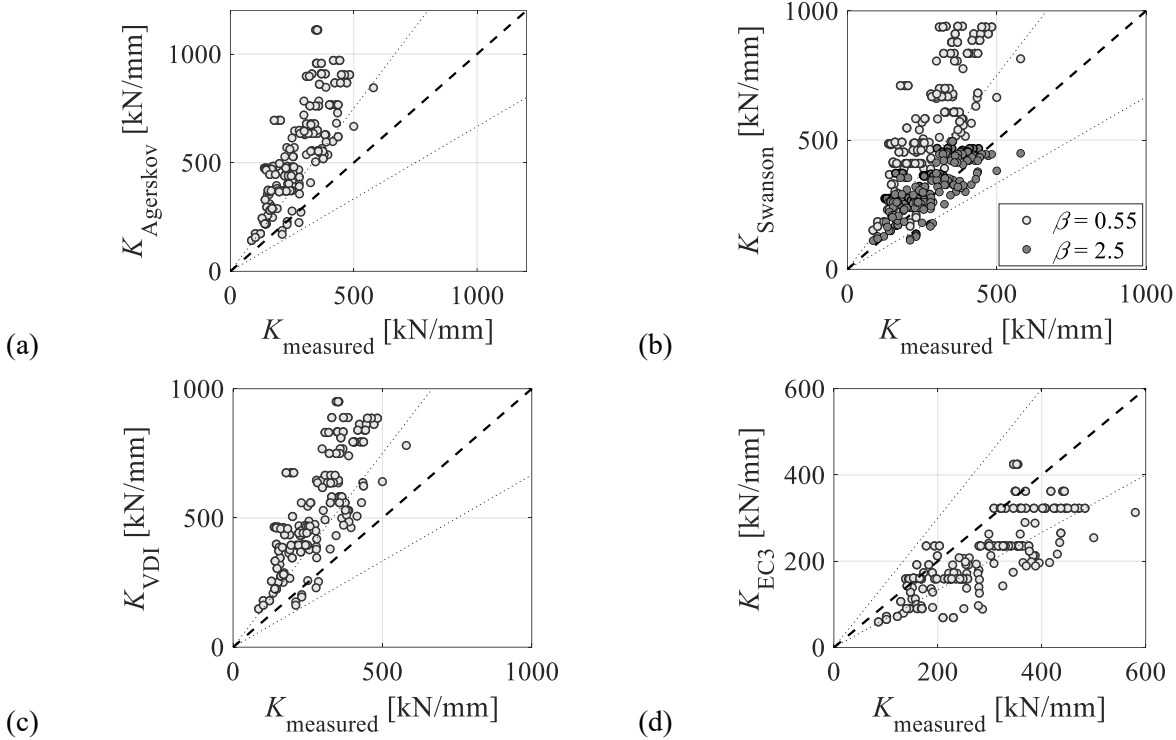 1000
500
0
0 500 1000
K_Agerskov [kN/mm]
K_measured [kN/mm]
(a)
1000
500
0
0 500 1000
K_Swanson [kN/mm]
K_measured [kN/mm]
β = 0.55
β = 2.5
(b)
1000
500
0
0 500 1000
K_VDI [kN/mm]
K_measured [kN/mm]
(c)
600
400
200
0
0 200 400 600
K_EC3 [kN/mm]
K_measured [kN/mm]
(d)